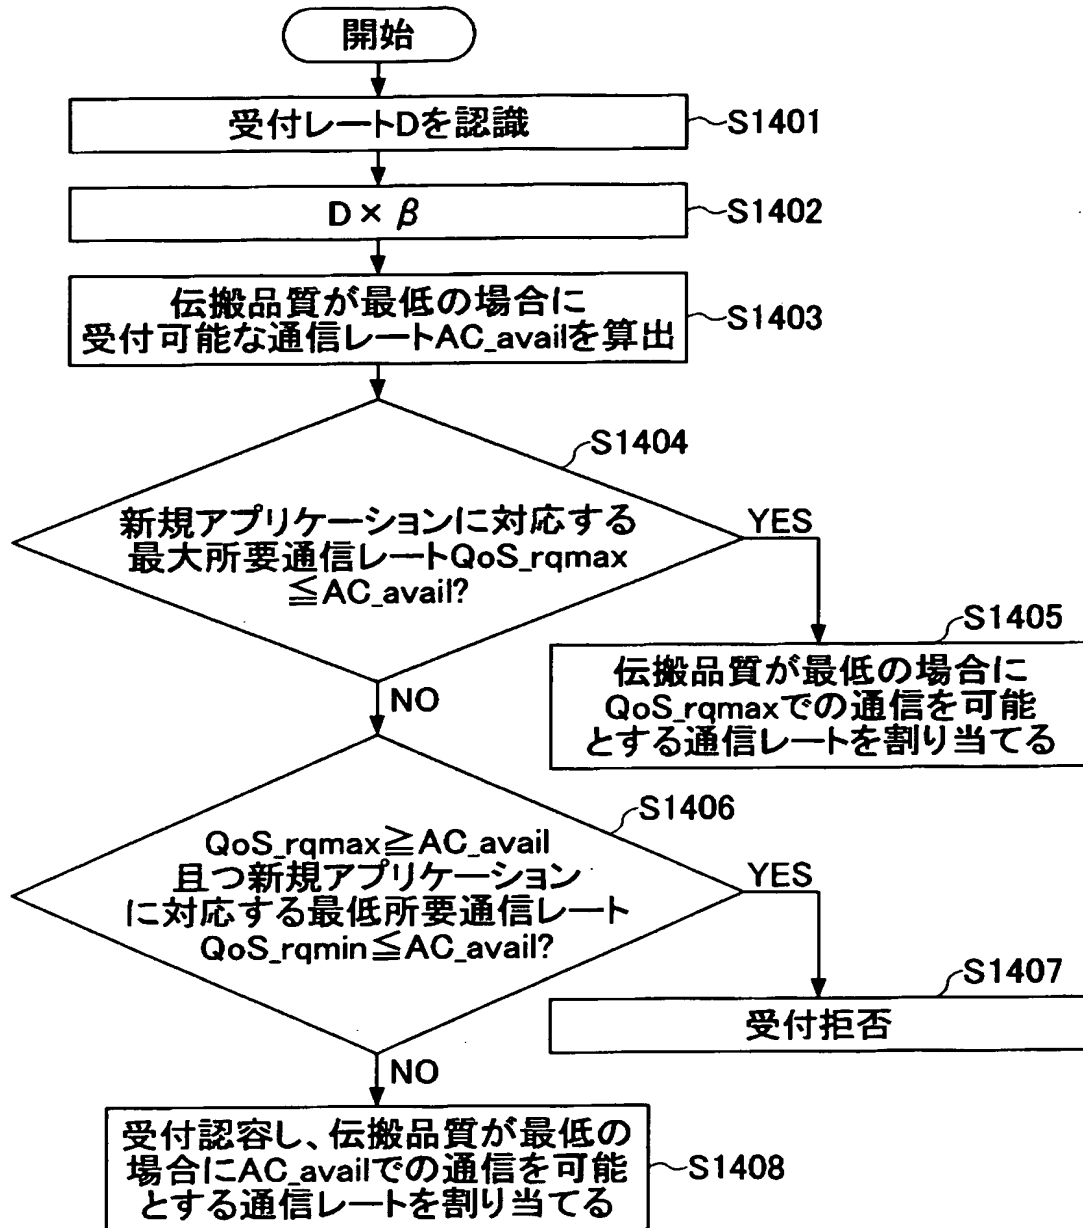 開始
受付レートDを認識
S1401
D × β
S1402
伝搬品質が最低の場合に
受付可能な通信レートAC_availを算出
S1403
S1404
新規アプリケーションに対応する
最大所要通信レートQoS_rqmax
≦AC_avail?
YES
NO
S1405
伝搬品質が最低の場合に
QoS_rqmaxでの通信を可能
とする通信レートを割り当てる
S1406
QoS_rqmax≧AC_avail
且つ新規アプリケーション
に対応する最低所要通信レート
QoS_rqmin≦AC_avail?
YES
NO
S1407
受付拒否
受付認容し、伝搬品質が最低の
場合にAC_availでの通信を可能
とする通信レートを割り当てる
S1408